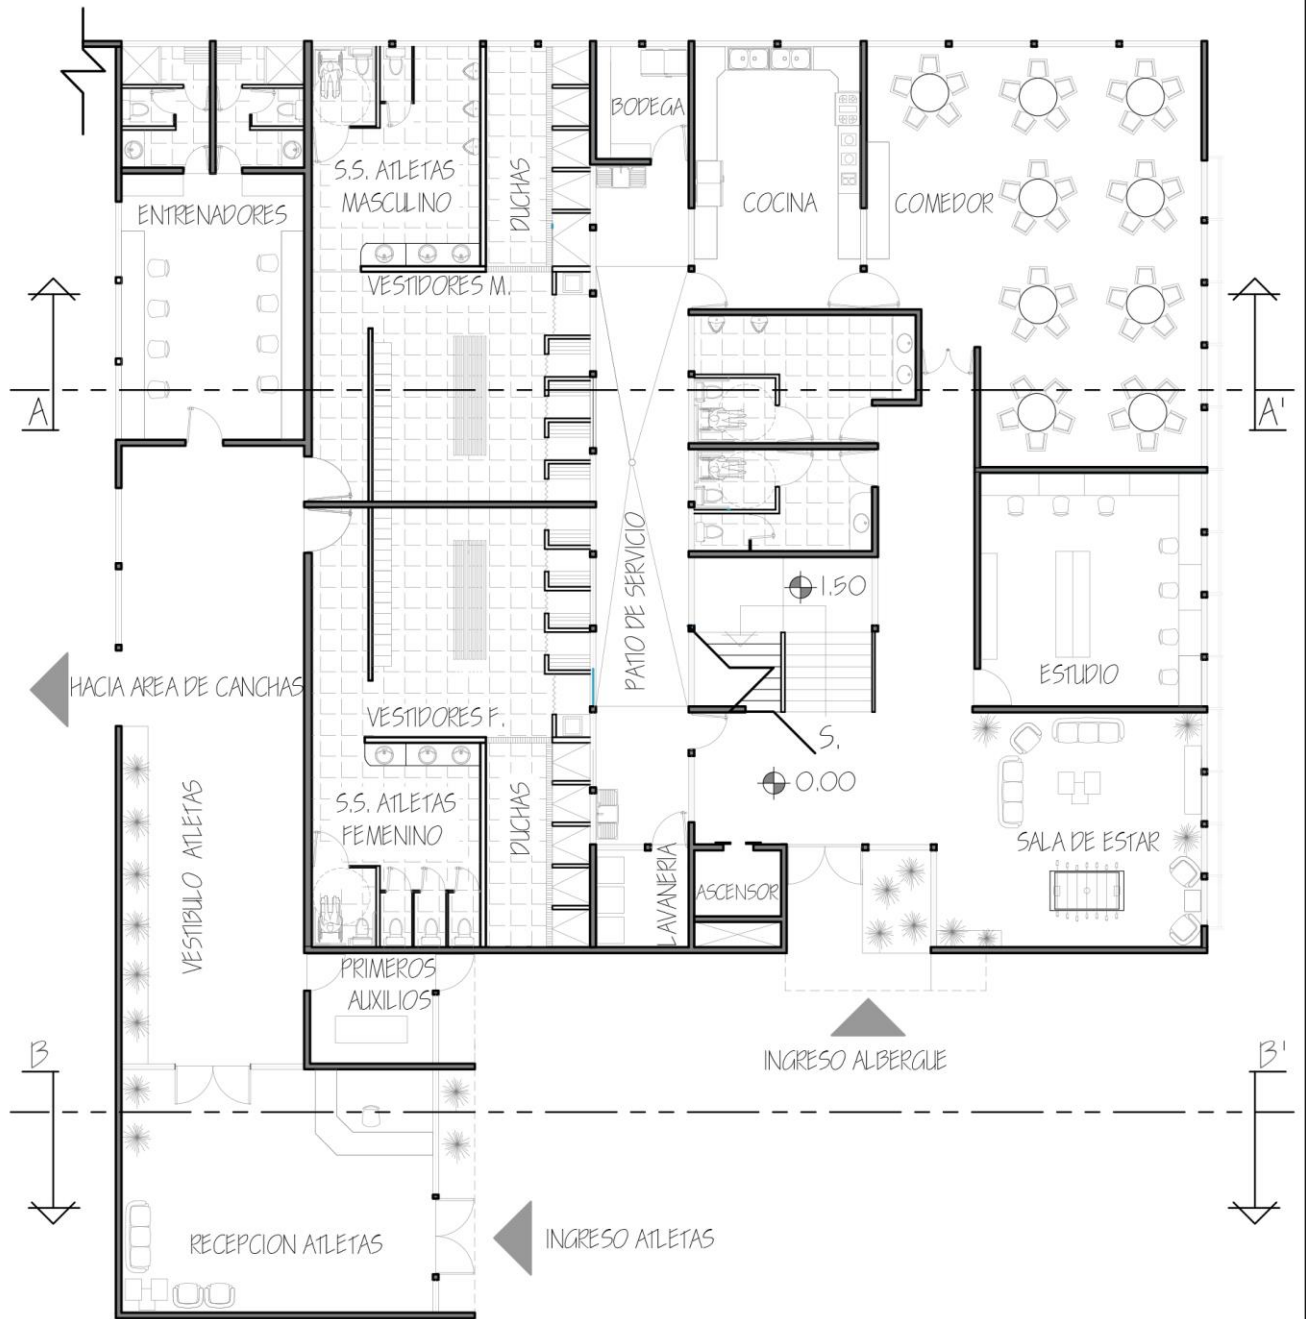 BODEGA
S.S. ATLETAS
MASCULINO
DUCHAS
COCINA
COMEDOR
ENTRENADORES
VESTIDORES M.
A
A'
PATIO DE SERVICIO
1.50
ESTUDIO
HACIA AREA DE CANCHAS
VESTIDORES F.
S.
0.00
VESTIBULO ATLETAS
S.S. ATLETAS
FEMENINO
DUCHAS
LAVANERIA
ASCENSOR
SALA DE ESTAR
PRIMEROS
AUXILIOS
INGRESO ALBERGUE
B
B'
RECEPCION ATLETAS
INGRESO ATLETAS